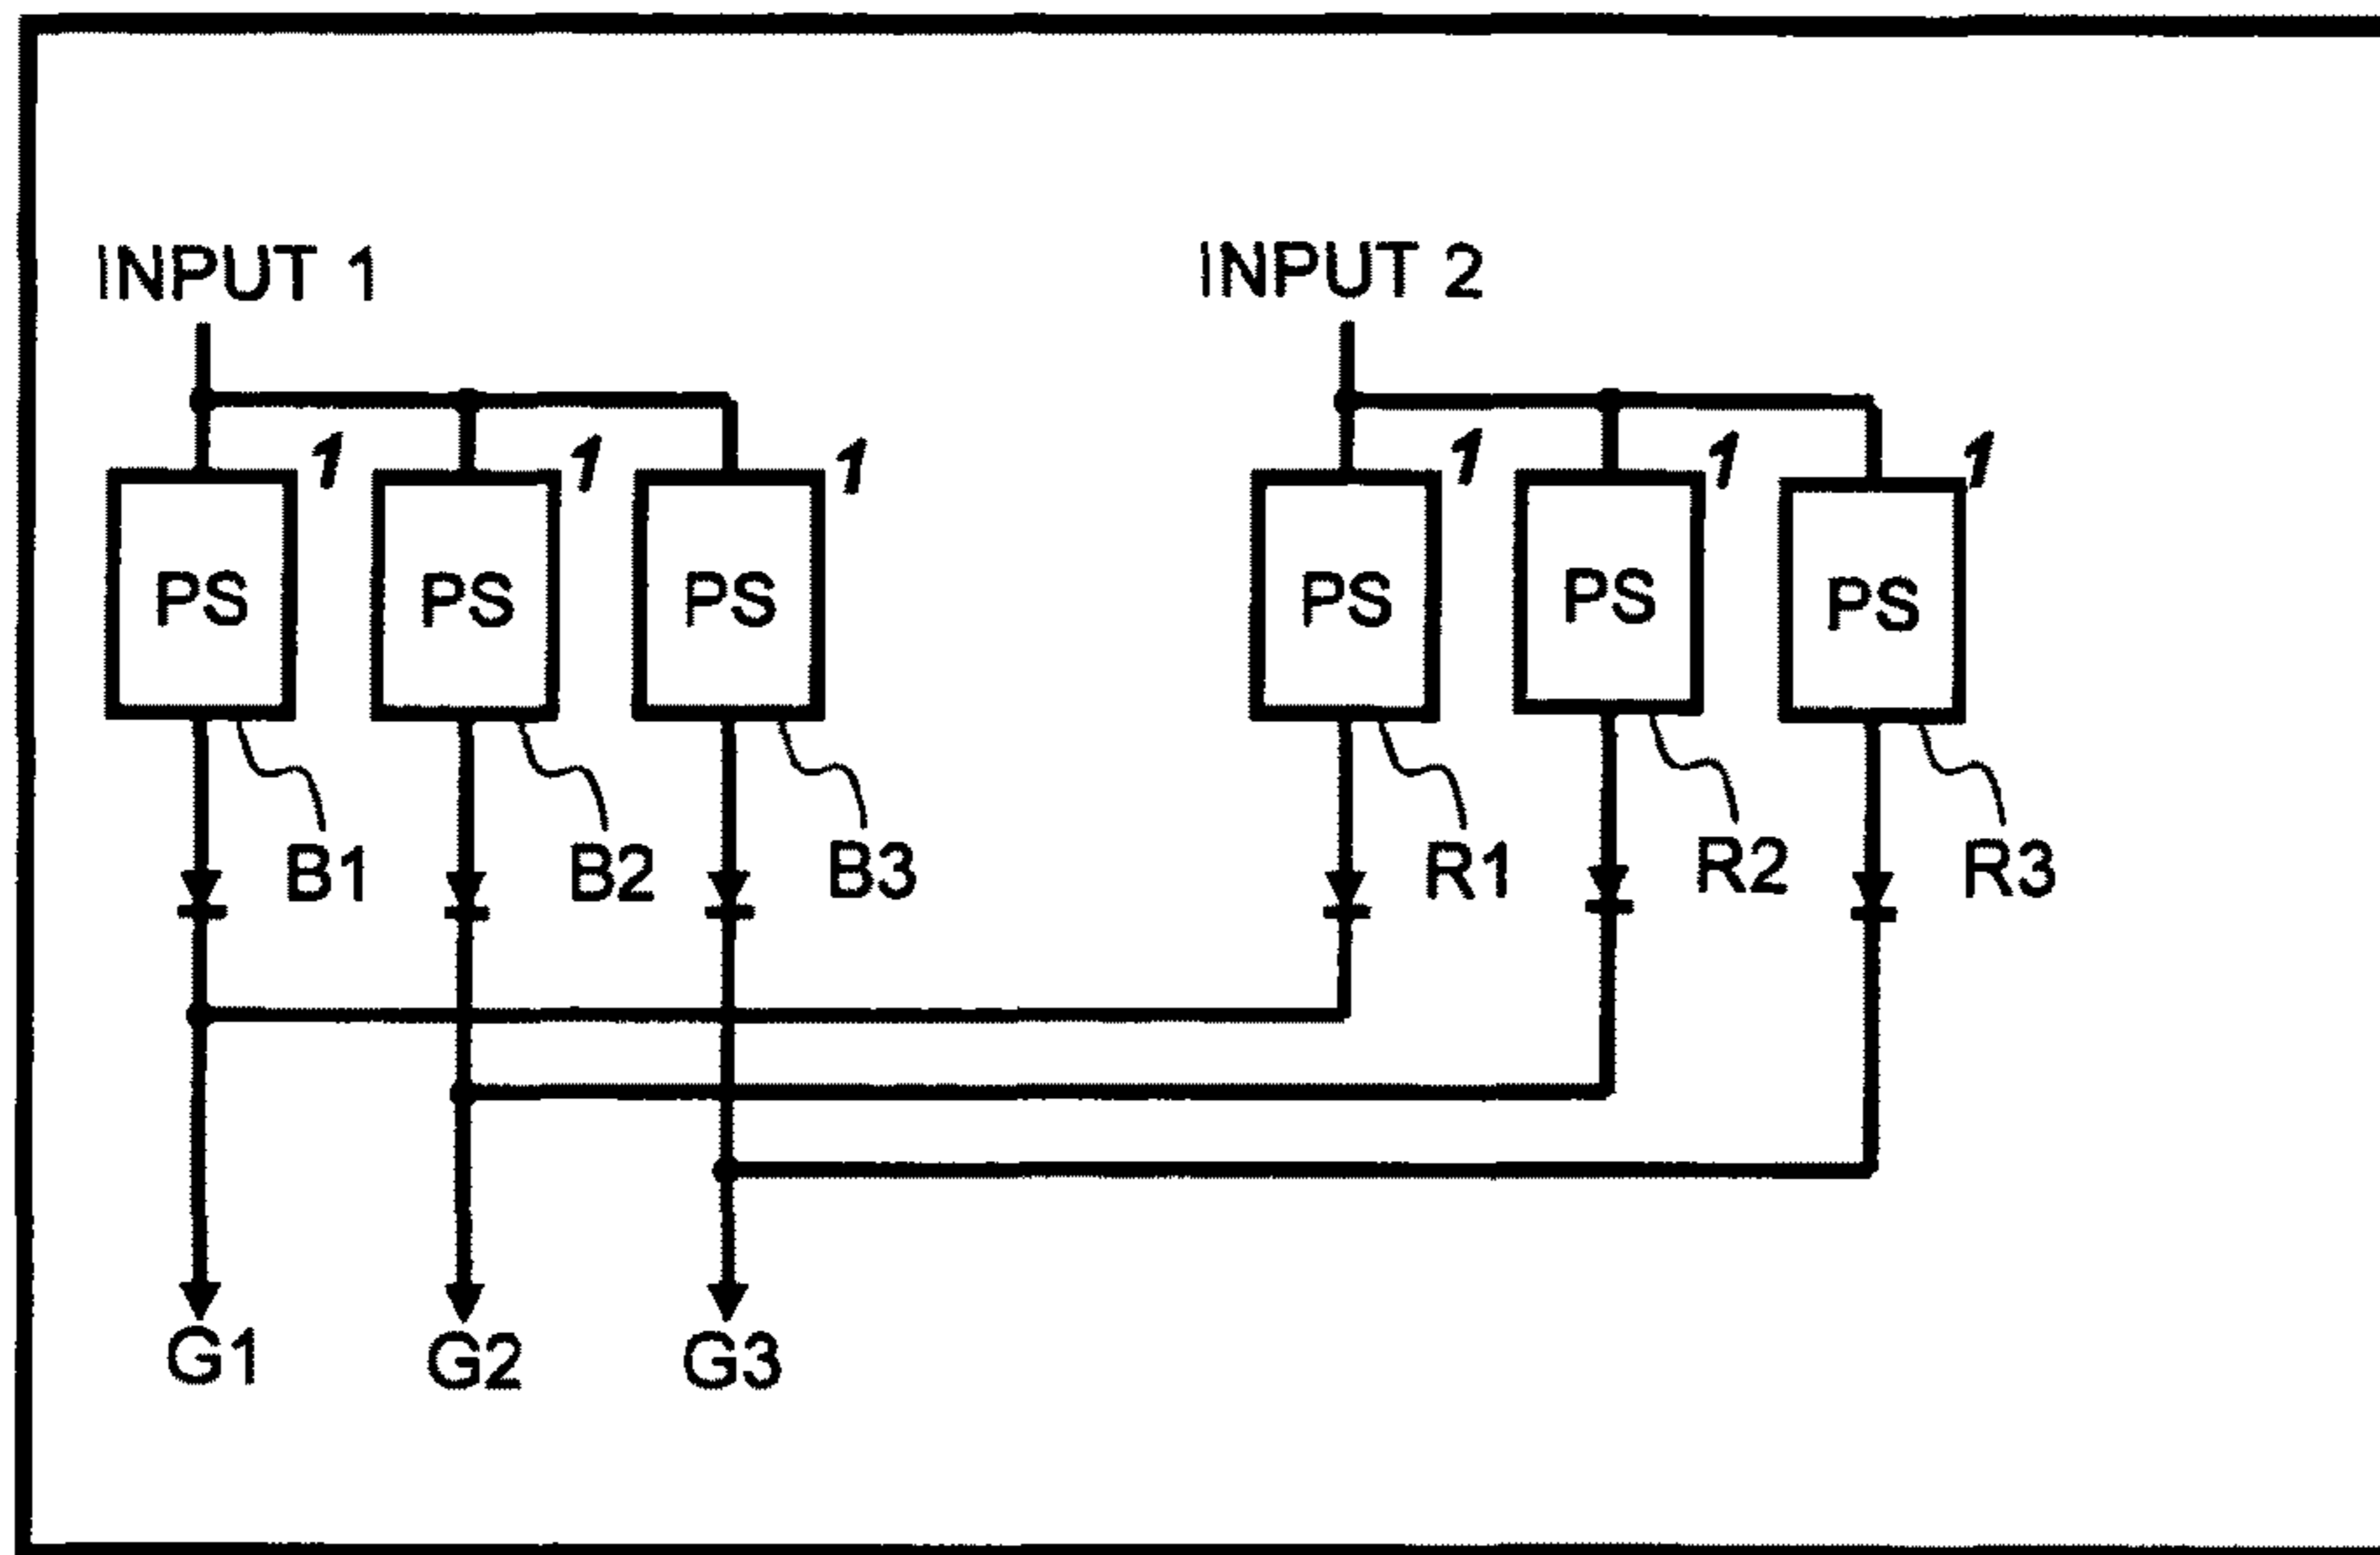 INPUT 1 INPUT 2
1 1 1 1 1 1
PS PS PS PS PS PS
B1 B2 B3 R1 R2 R3
G1 G2 G3